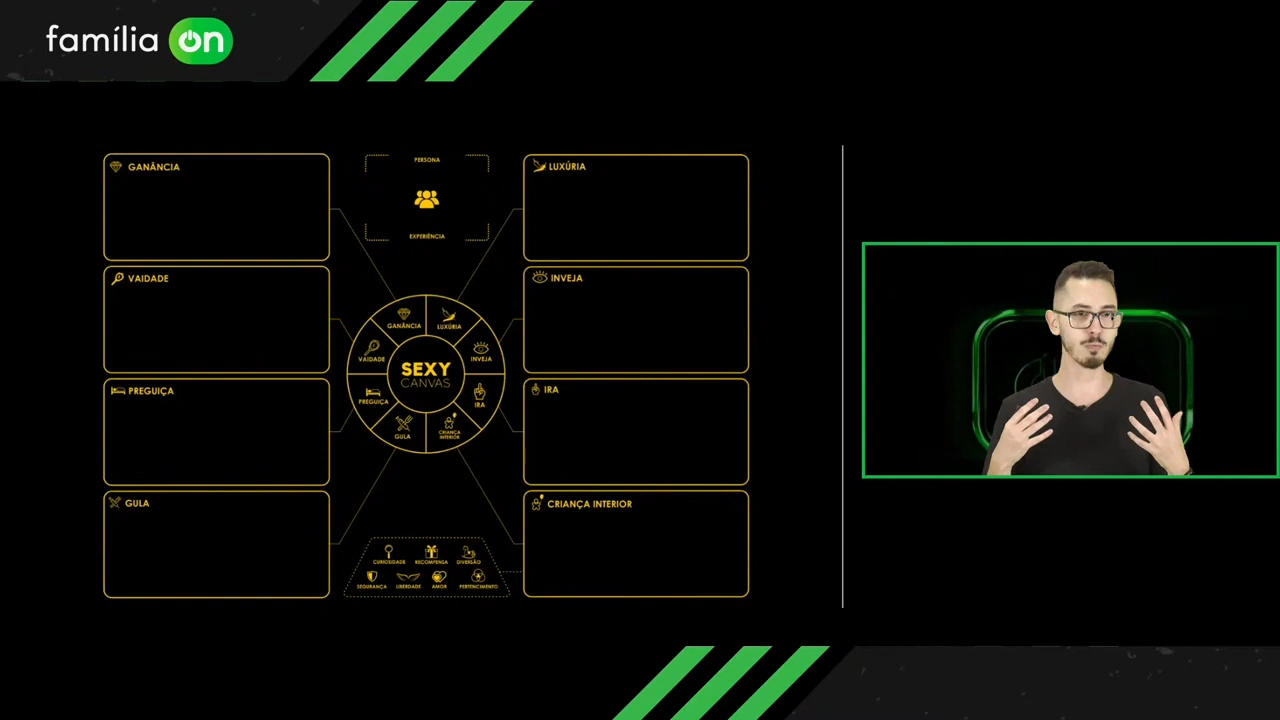 família on
GANÂNCIA
PERSONA
LUXÚRIA
EXPERIÊNCIA
VAIDADE
INVEJA
GANÂNCIA
LUXÚRIA
VAIDADE
INVEJA
SEXY
CANVAS
PREGUIÇA
IRA
PREGUIÇA
IRA
GULA
CRIANÇA
INTERIOR
GULA
CRIANÇA INTERIOR
CURIOSIDADE
RECOMPENSA
DIVERSÃO
SEGURANÇA
LIBERDADE
AMOR
PERTENCIMENTO